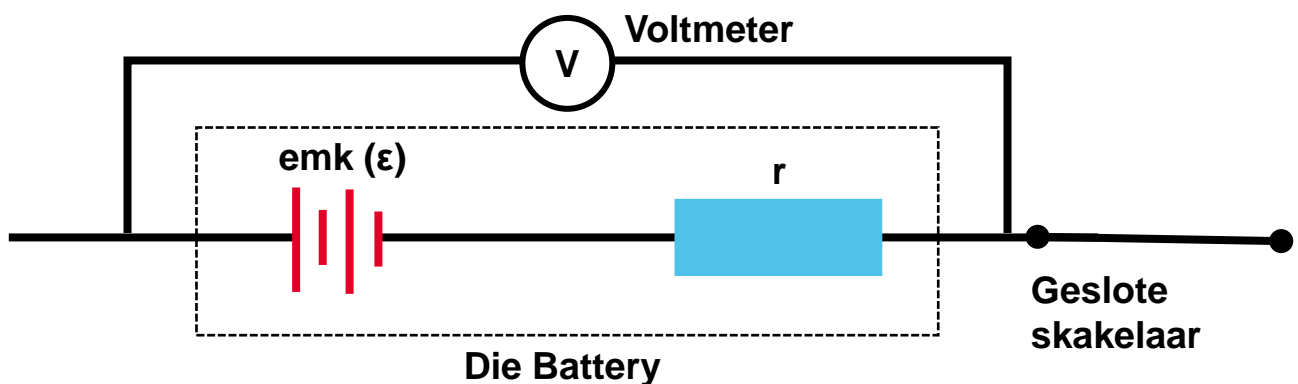 Voltmeter
V
emk (ε)
r
Geslote
skakelaar
Die Battery